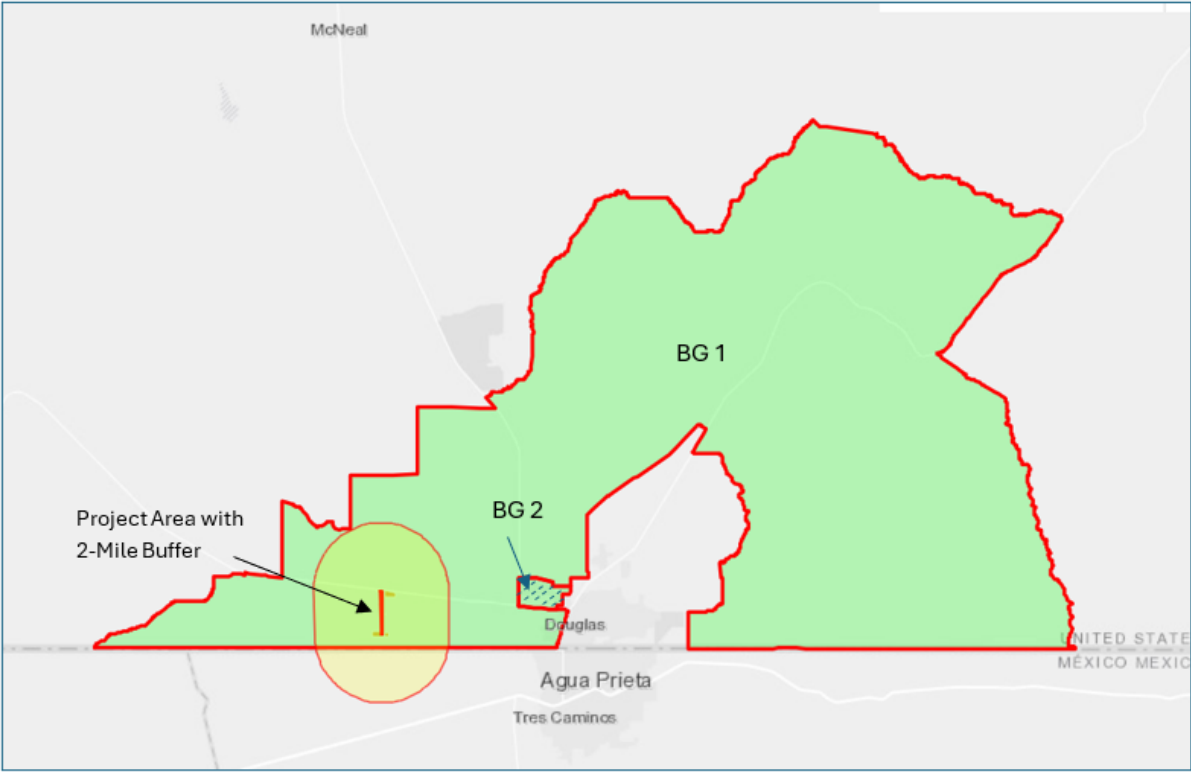 McNeal
BG 1
BG 2
Project Area with
2-Mile Buffer
Douglas
UNITED STATE
MÉXICO MEXIC
Agua Prieta
Tres Caminos